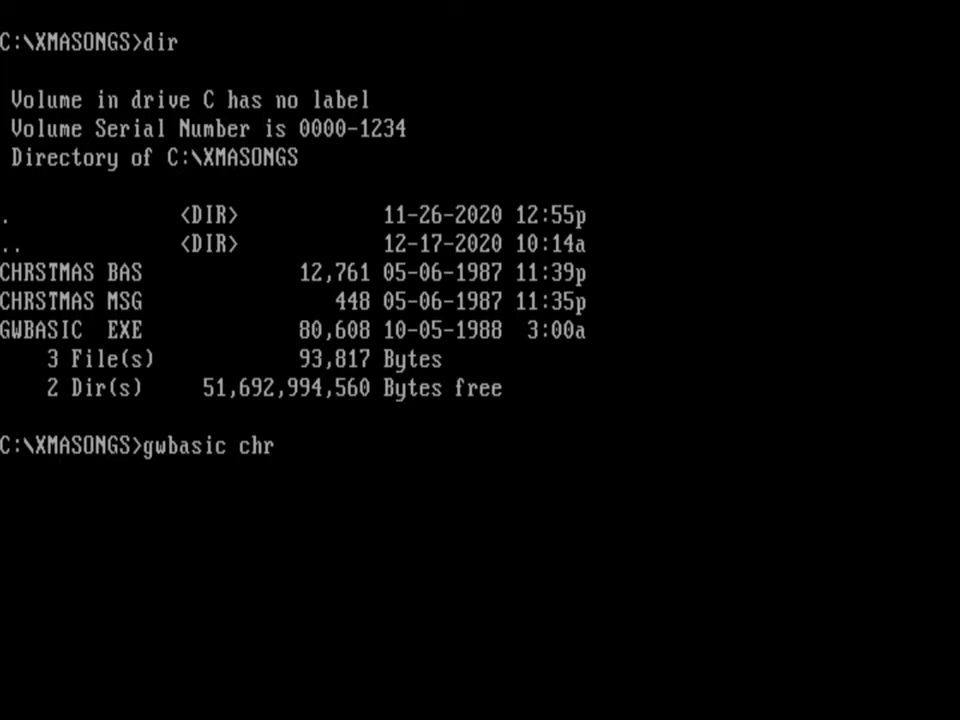 C:\XMASONGS>dir
Volume in drive C has no label
Volume Serial Number is 0000-1234
Directory of C:\XMASONGS
. <DIR> 11-26-2020 12:55p
.. <DIR> 12-17-2020 10:14a
CHRSTMAS BAS 12,761 05-06-1987 11:39p
CHRSTMAS MSG 448 05-06-1987 11:35p
GWBASIC EXE 80,608 10-05-1988 3:00a
3 File(s) 93,817 Bytes
2 Dir(s) 51,692,994,560 Bytes free
C:\XMASONGS>gwbasic chr